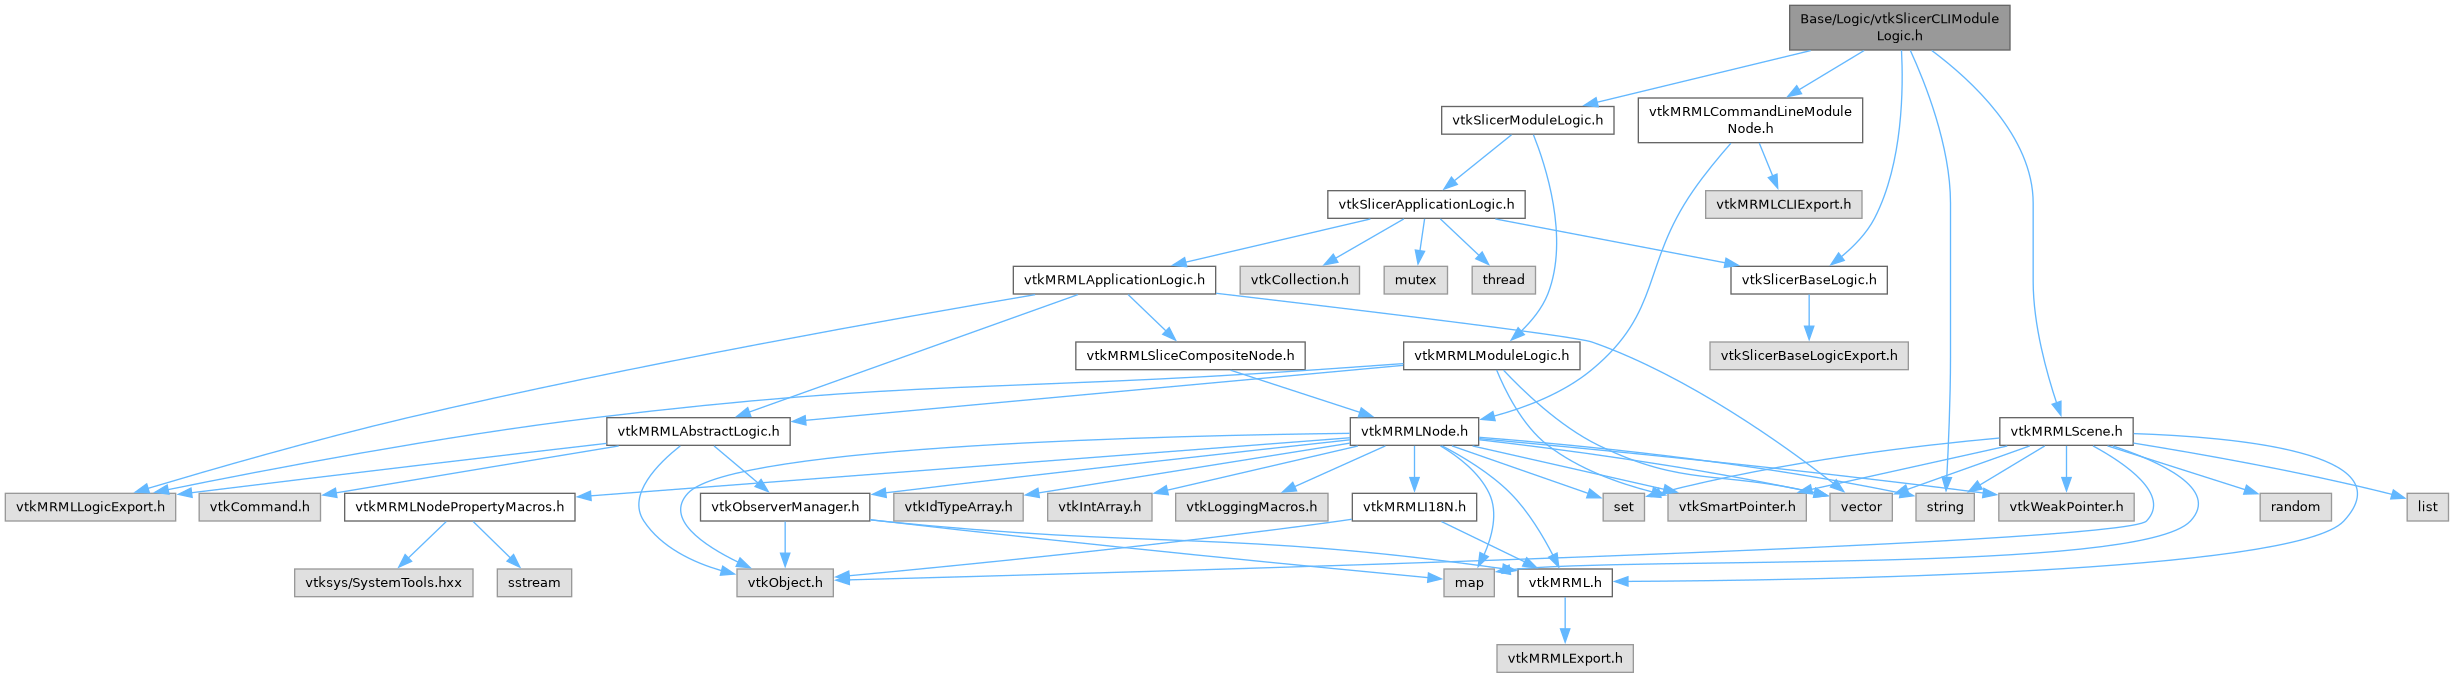 Base/Logic/vtkSlicerCLIModule
Logic.h
vtkSlicerModuleLogic.h
vtkMRMLCommandLineModule
Node.h
vtkSlicerApplicationLogic.h
vtkMRMLCLIExport.h
vtkMRMLApplicationLogic.h
vtkCollection.h
mutex
thread
vtkSlicerBaseLogic.h
vtkMRMLSliceCompositeNode.h
vtkMRMLModuleLogic.h
vtkSlicerBaseLogicExport.h
vtkMRMLAbstractLogic.h
vtkMRMLNode.h
vtkMRMLScene.h
vtkMRMLLogicExport.h
vtkCommand.h
vtkMRMLNodePropertyMacros.h
vtkObserverManager.h
vtkIdTypeArray.h
vtkIntArray.h
vtkLoggingMacros.h
vtkMRMLI18N.h
set
vtkSmartPointer.h
vector
string
vtkWeakPointer.h
random
list
vtksys/SystemTools.hxx
sstream
vtkObject.h
map
vtkMRML.h
vtkMRMLExport.h